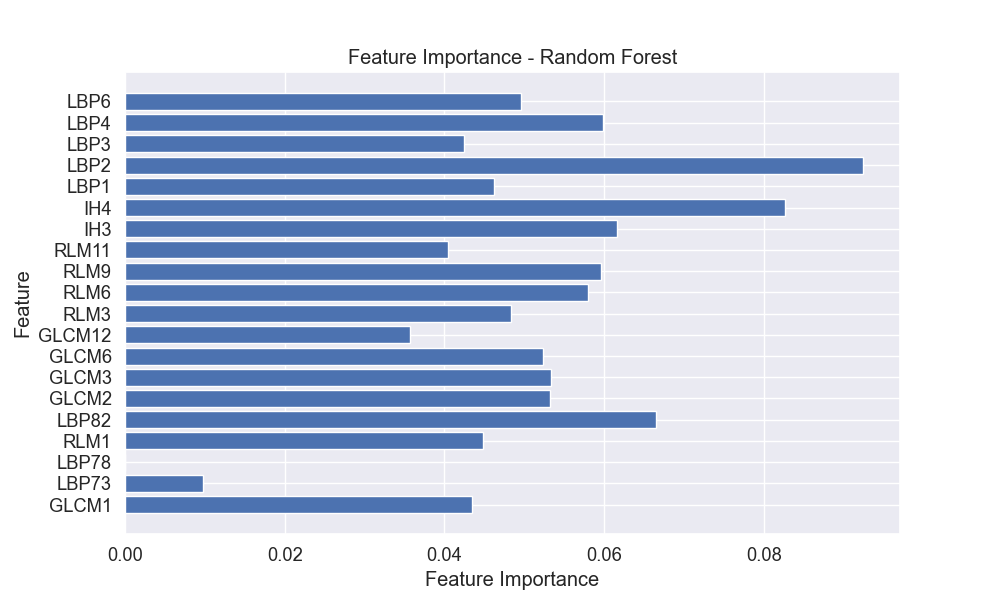 Feature Importance - Random Forest
LBP6
LBP4
LBP3
LBP2
LBP1
IH4
IH3
RLM11
RLM9
RLM6
RLM3
GLCM12
GLCM6
GLCM3
GLCM2
LBP82
RLM1
LBP78
LBP73
GLCM1
Feature
0.00 0.02 0.04 0.06 0.08
Feature Importance